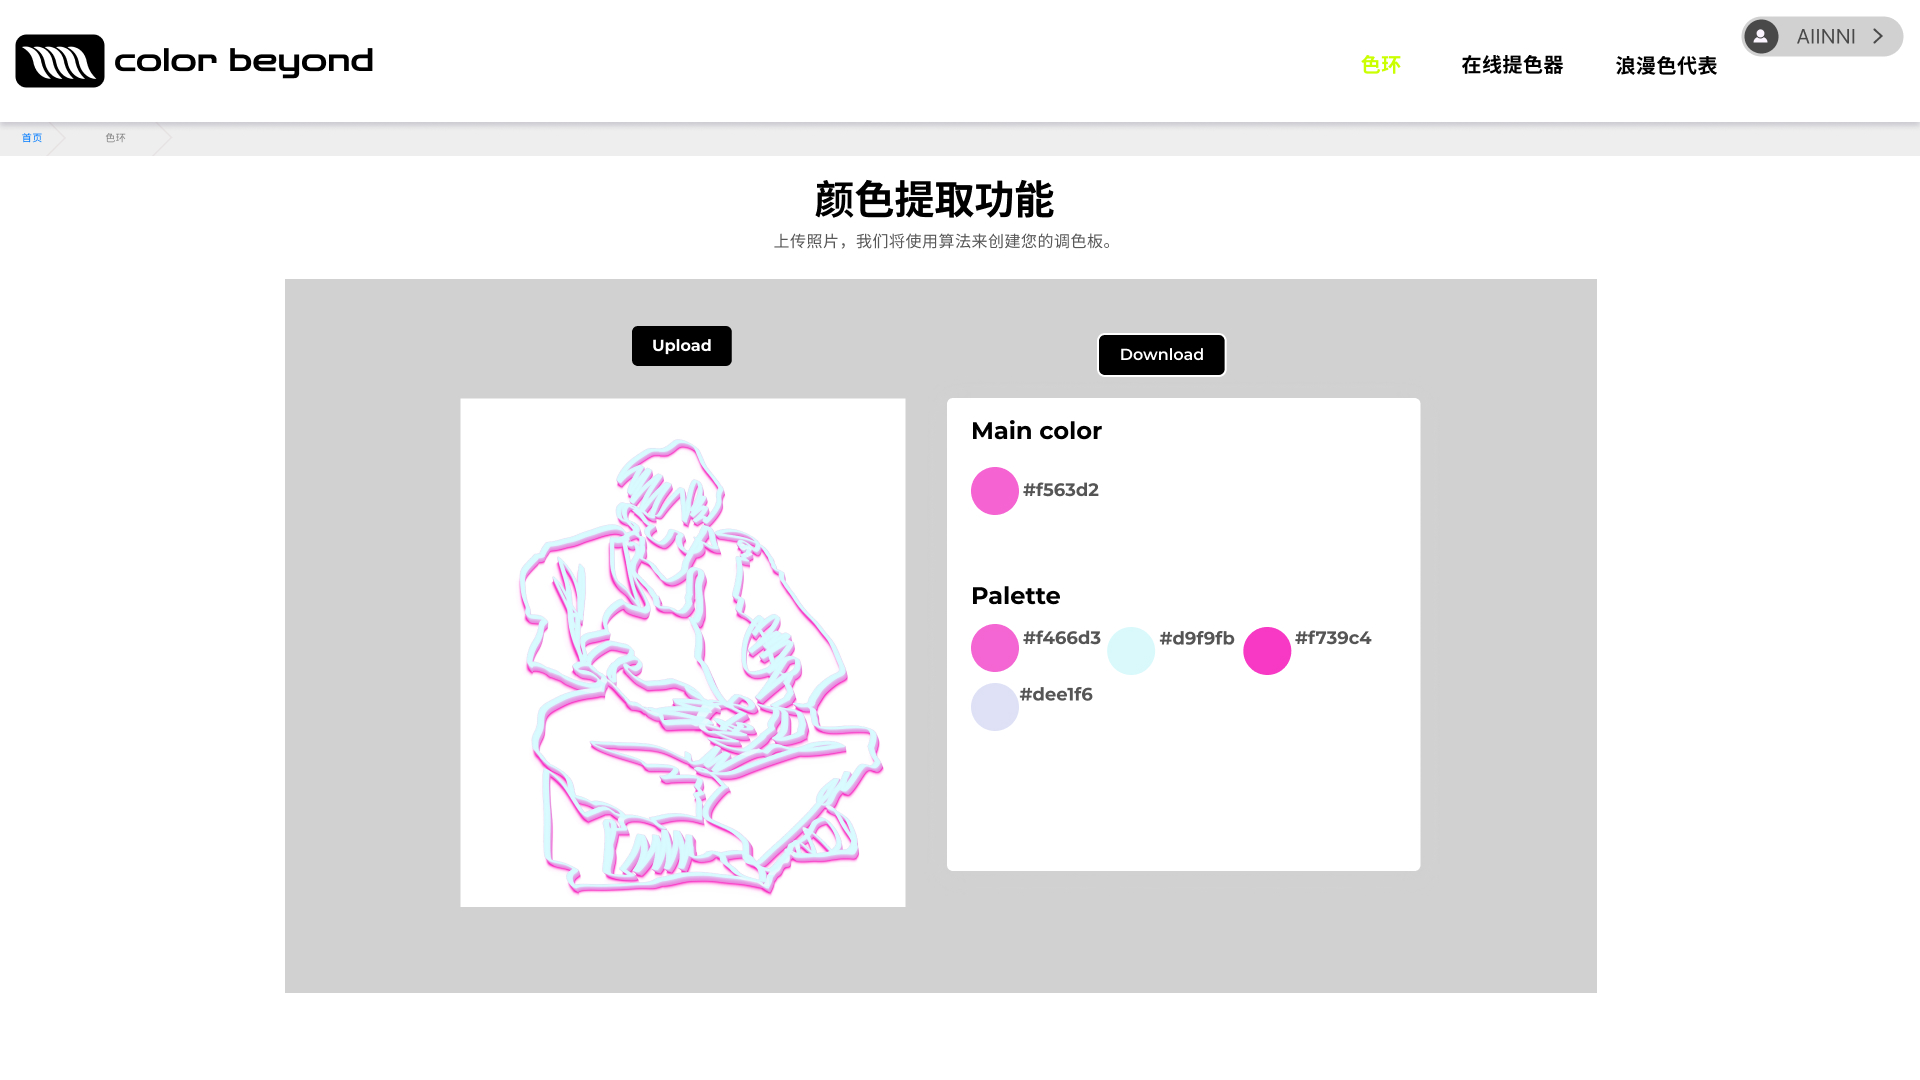 color beyond
色环
在线提色器
浪漫色代表
AIINNI
首页
色环
颜色提取功能
上传照片，我们将使用算法来创建您的调色板。
Upload
Download
Main color
#f563d2
Palette
#f466d3
#d9f9fb
#f739c4
#dee1f6